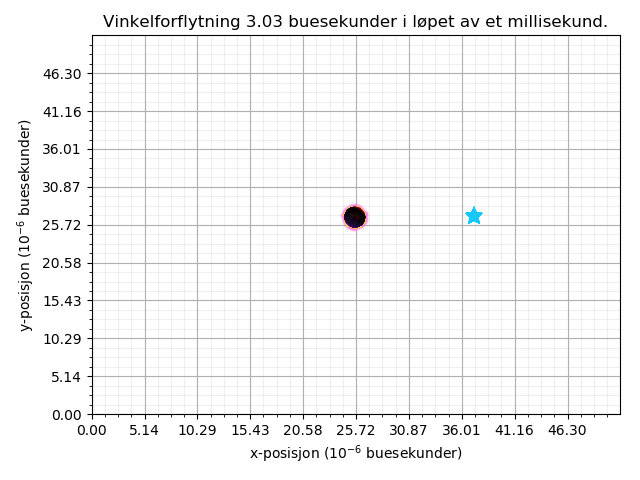 Vinkelforflytning 3.03 buesekunder i løpet av et millisekund.
46.30
41.16
36.01
30.87
25.72
20.58
15.43
10.29
5.14
0.00
y-posisjon (10⁻⁶ buesekunder)
0.00 5.14 10.29 15.43 20.58 25.72 30.87 36.01 41.16 46.30
x-posisjon (10⁻⁶ buesekunder)